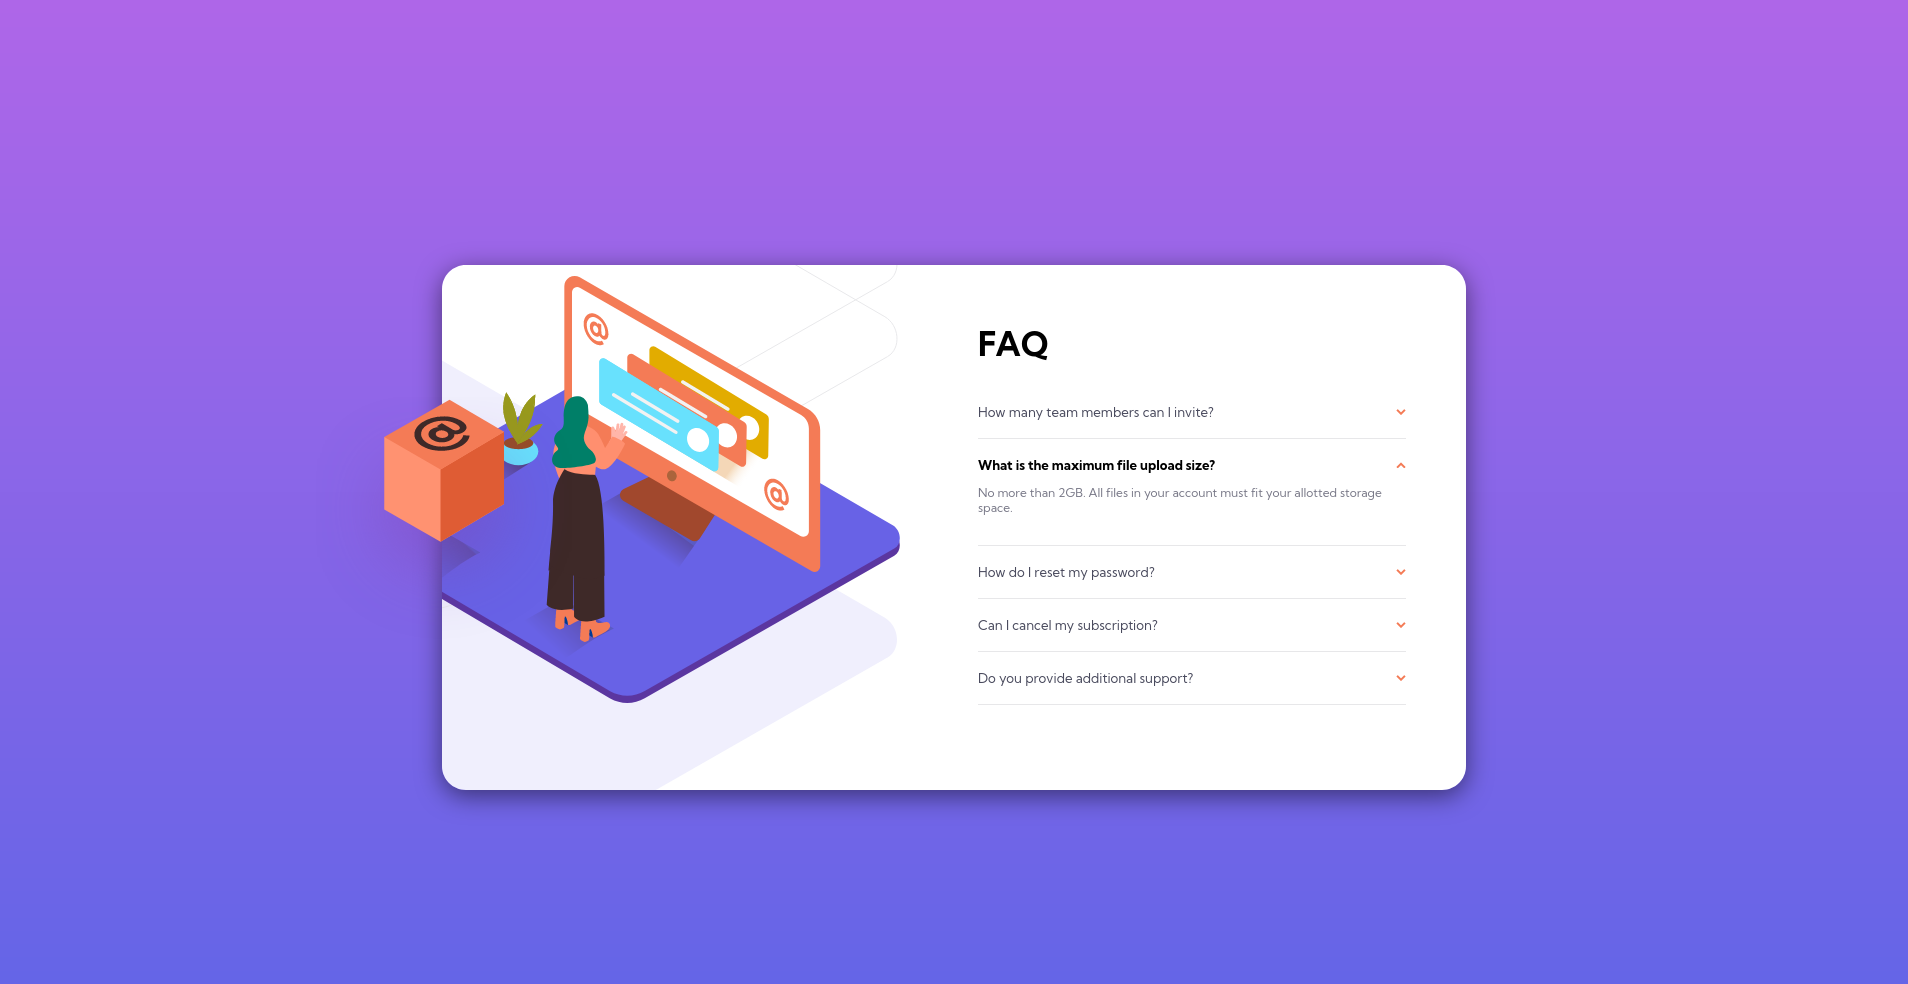 FAQ
How many team members can I invite?
What is the maximum file upload size?
No more than 2GB. All files in your account must fit your allotted storage
space.
How do I reset my password?
Can I cancel my subscription?
Do you provide additional support?
@
@
@